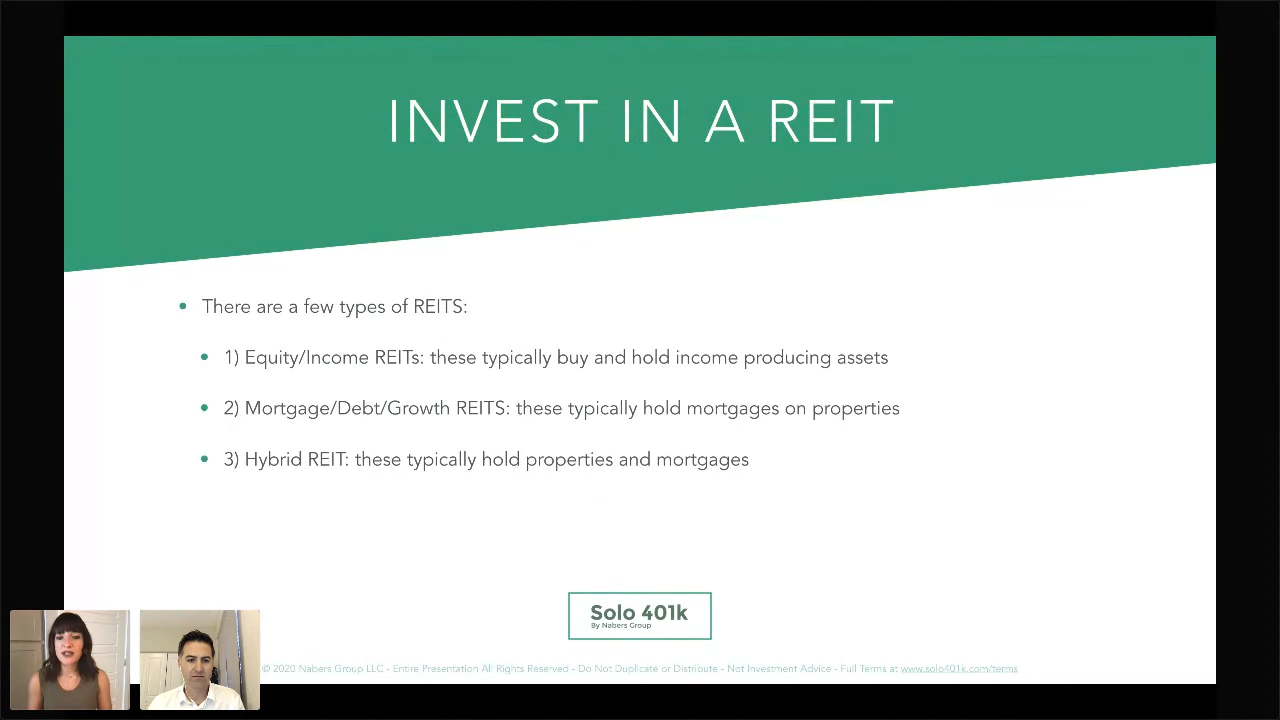 INVEST IN A REIT
There are a few types of REITS:
1) Equity/Income REITs: these typically buy and hold income producing assets
2) Mortgage/Debt/Growth REITS: these typically hold mortgages on properties
3) Hybrid REIT: these typically hold properties and mortgages
Solo 401k
By Nabers Group
© 2020 Nabers Group LLC - Entire Presentation All Rights Reserved - Do Not Duplicate or Distribute - Not Investment Advice - Full Terms at www.solo401k.com/terms